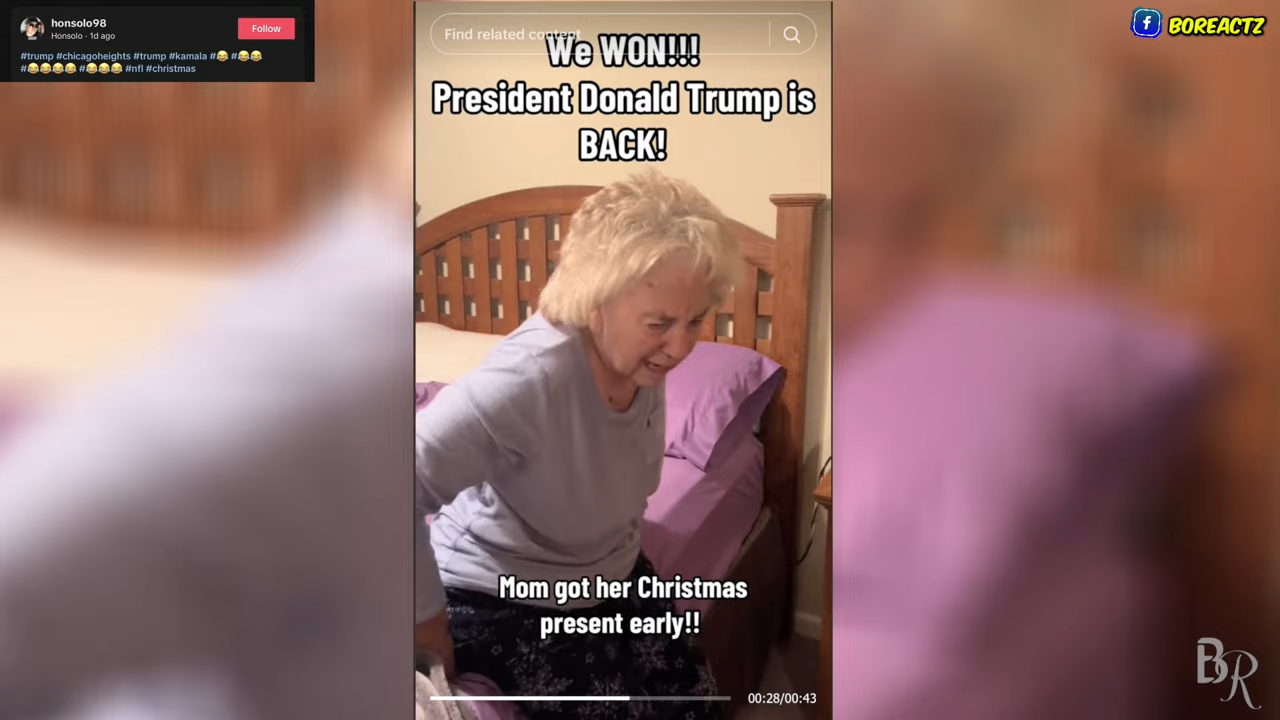 honsolo98
Honsolo · 1d ago
Follow
#trump #chicagoheights #trump #kamala #😂 #😂😂
#😂😂😂😂 #😂😂😂 #nfl #christmas
Find related content
We WON!!!
President Donald Trump is
BACK!
BOREACTZ
Mom got her Christmas
present early!!
00:28/00:43
BR